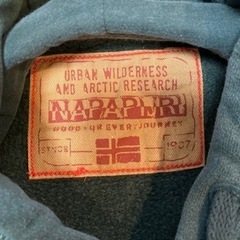 URBAN WILDERNESS
AND ARCTIC RESEARCH
NAPAPIJRI
GOOD FOR EVERY JOURNEY
SINCE 1987